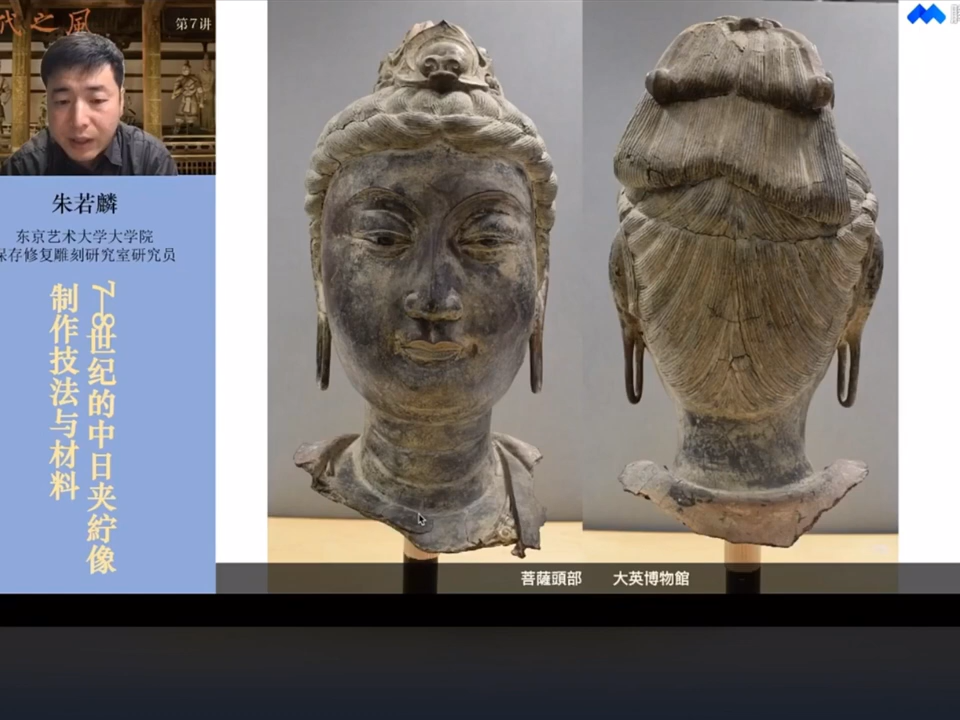 代之風
第7讲
朱若麟
东京艺术大学大学院
保存修复雕刻研究室研究员
7—8世纪的中日夹紵像
制作技法与材料
菩薩頭部 大英博物館